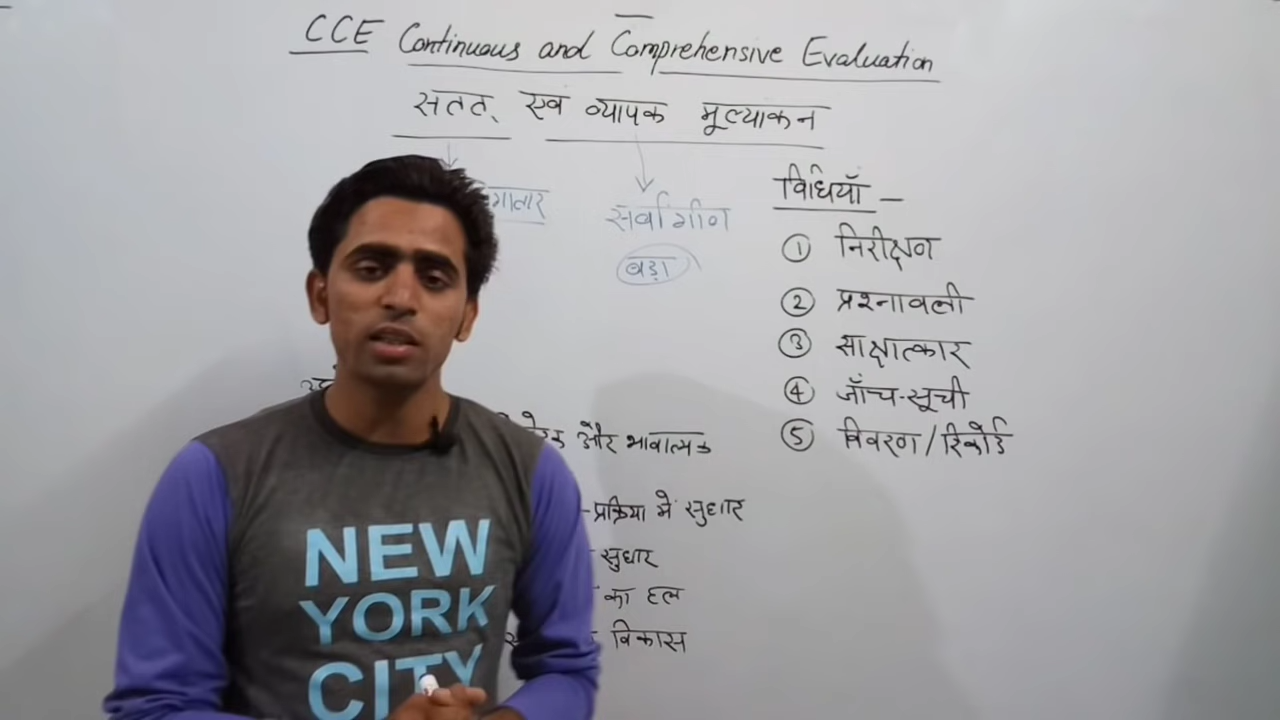 CCE Continuous and Comprehensive Evaluation
सतत् एव व्यापक मूल्याकन
सर्वागीण
बड़ा
विधियाँ -
① निरीक्षण
② प्रश्नावली
③ साक्षात्कार
④ जाँच-सूची
⑤ विवरण/रिकोर्ड
और भावात्मक
-प्रक्रिया में सुधार
सुधार
का हल
विकास
NEW
YORK
CITY